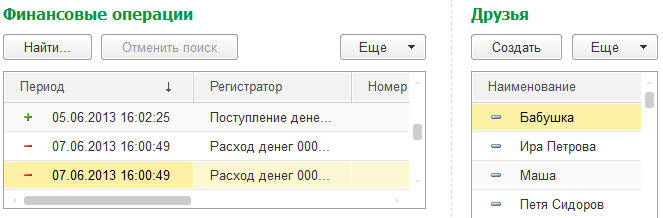 Финансовые операции
Найти...
Отменить поиск
Еще
Период
Регистратор
Номер
05.06.2013 16:02:25
Поступление дене...
07.06.2013 16:00:49
Расход денег 000...
07.06.2013 16:00:49
Расход денег 000...
Друзья
Создать
Еще
Наименование
Бабушка
Ира Петрова
Маша
Петя Сидоров